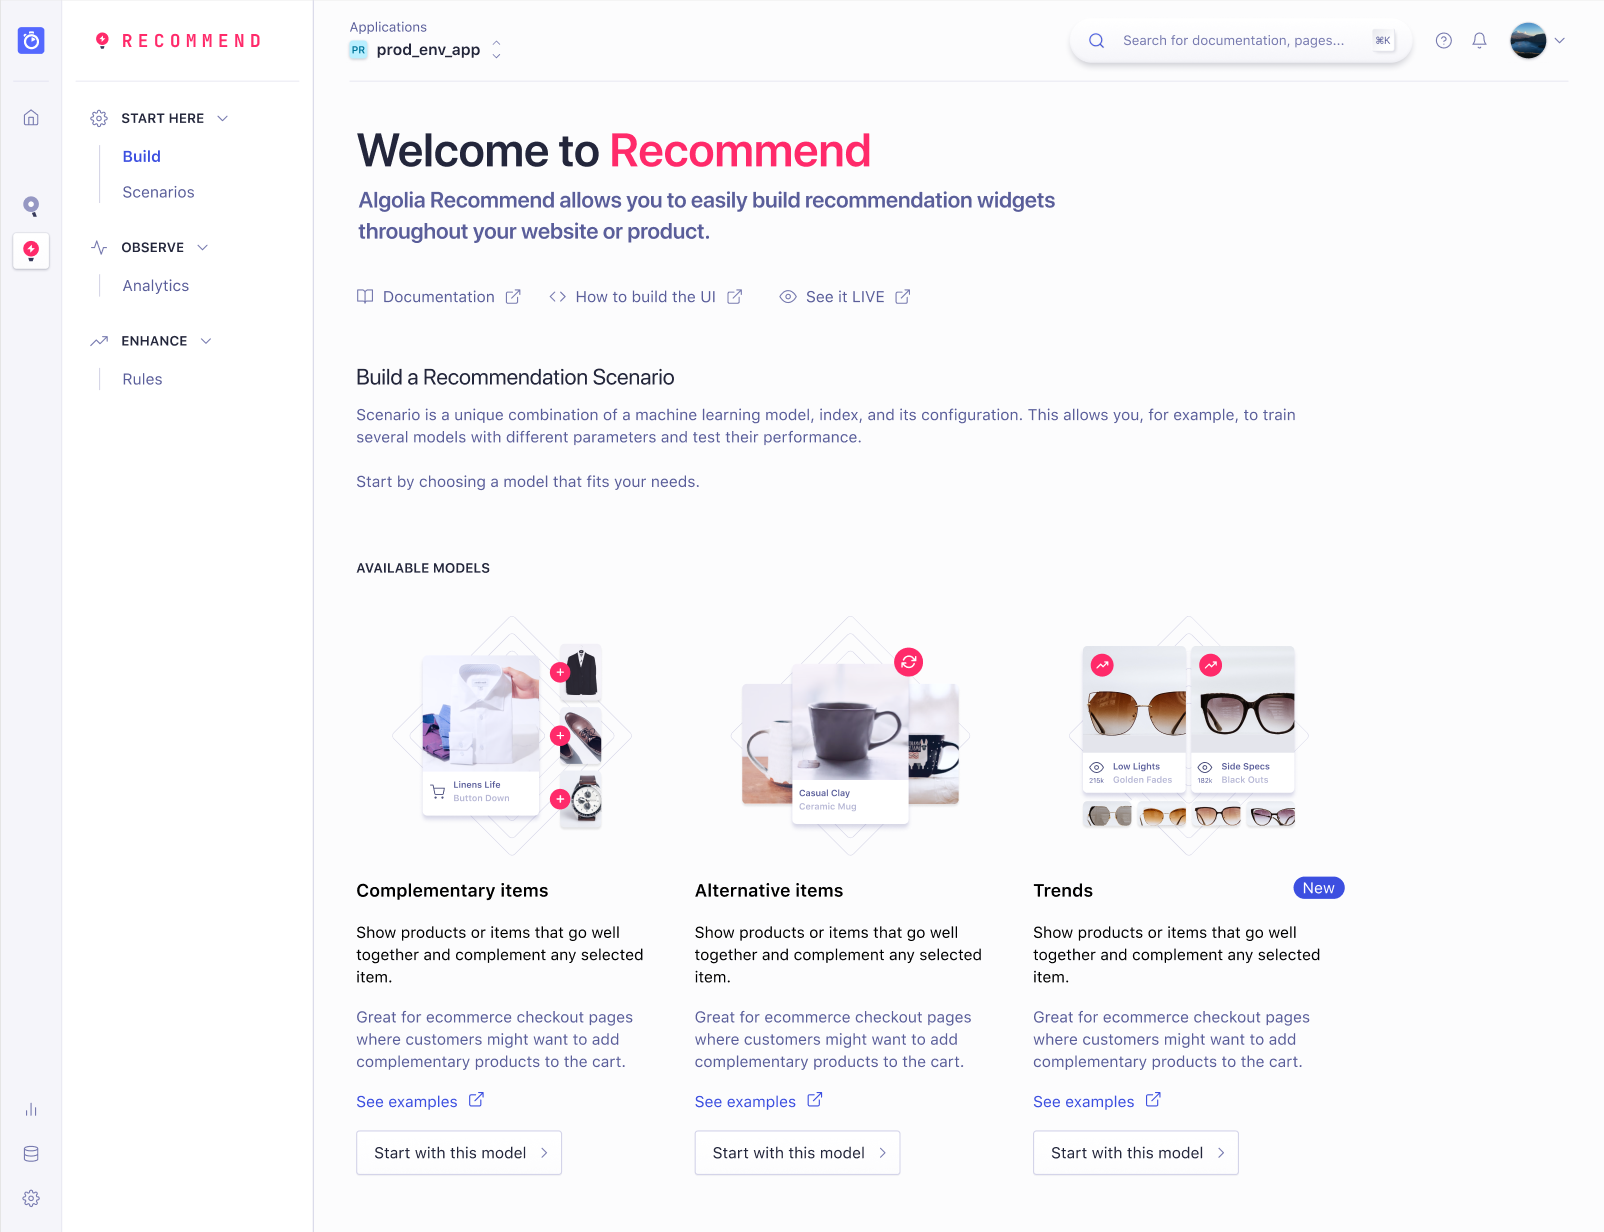 RECOMMEND
START HERE
Build
Scenarios
OBSERVE
Analytics
ENHANCE
Rules
Applications
PR prod_env_app
Search for documentation, pages... ⌘K
Welcome to Recommend
Algolia Recommend allows you to easily build recommendation widgets
throughout your website or product.
Documentation
How to build the UI
See it LIVE
Build a Recommendation Scenario
Scenario is a unique combination of a machine learning model, index, and its configuration. This allows you, for example, to train
several models with different parameters and test their performance.
Start by choosing a model that fits your needs.
AVAILABLE MODELS
Linens Life
Button Down
Complementary items
Show products or items that go well
together and complement any selected
item.
Great for ecommerce checkout pages
where customers might want to add
complementary products to the cart.
See examples
Start with this model
Casual Clay
Ceramic Mug
Alternative items
Show products or items that go well
together and complement any selected
item.
Great for ecommerce checkout pages
where customers might want to add
complementary products to the cart.
See examples
Start with this model
Low Lights
215k Golden Fades
Side Specs
182k Black Outs
Trends
New
Show products or items that go well
together and complement any selected
item.
Great for ecommerce checkout pages
where customers might want to add
complementary products to the cart.
See examples
Start with this model